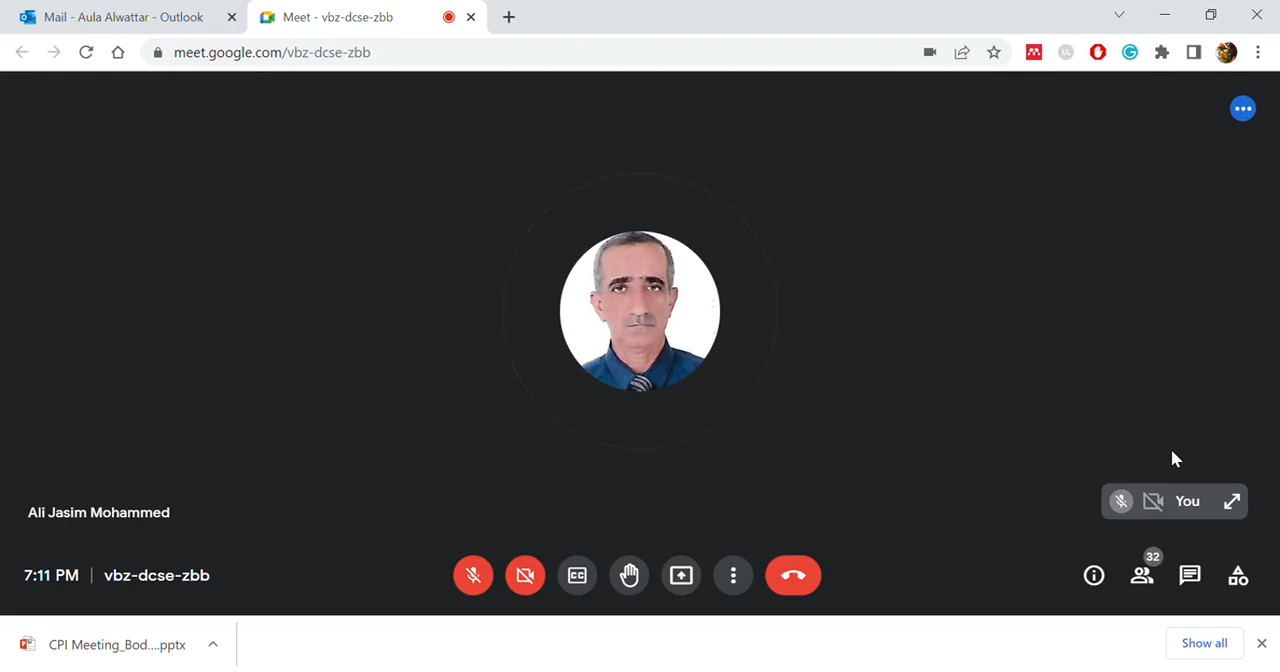 Mail - Aula Alwattar - Outlook
Meet - vbz-dcse-zbb
meet.google.com/vbz-dcse-zbb
You
Ali Jasim Mohammed
7:11 PM | vbz-dcse-zbb
CC
32
CPI Meeting_Bod....pptx
Show all